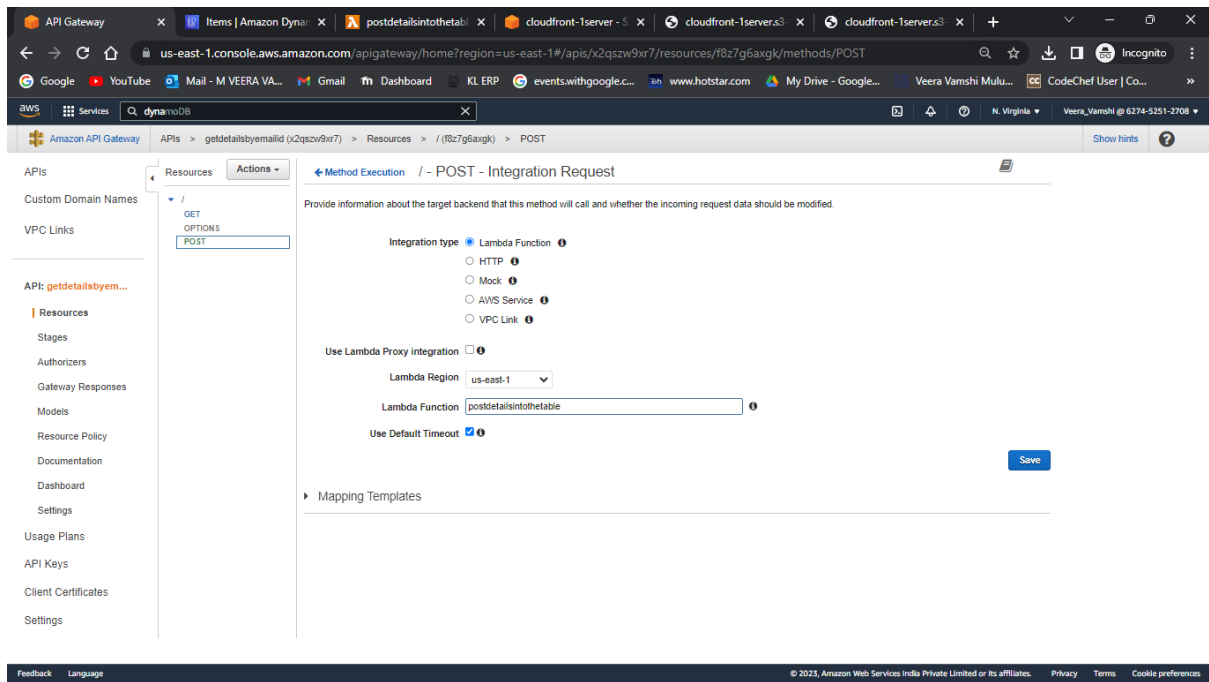 API Gateway
Items | Amazon Dynam
postdetailsintothetabl
cloudfront-1server - S
cloudfront-1server.s3-
cloudfront-1server.s3-
us-east-1.console.aws.amazon.com/apigateway/home?region=us-east-1#/apis/x2qszw9xr7/resources/f8z7g6axgk/methods/POST
Incognito
Google YouTube Mail - M VEERA VA... Gmail Dashboard KL ERP events.withgoogle.c... www.hotstar.com My Drive - Google... Veera Vamshi Mulu... CodeChef User | Co... »
aws Services dynamoDB N. Virginia Veera_Vamshi @ 6274-5251-2708
Amazon API Gateway APIs > getdetailsbyemailid (x2qszw9xr7) > Resources > / (f8z7g6axgk) > POST Show hints
APIs
Custom Domain Names
VPC Links
API: getdetailsbyem...
Resources
Stages
Authorizers
Gateway Responses
Models
Resource Policy
Documentation
Dashboard
Settings
Usage Plans
API Keys
Client Certificates
Settings
Resources Actions
/
GET
OPTIONS
POST
Method Execution / - POST - Integration Request
Provide information about the target backend that this method will call and whether the incoming request data should be modified.
Integration type Lambda Function
HTTP
Mock
AWS Service
VPC Link
Use Lambda Proxy integration
Lambda Region us-east-1
Lambda Function postdetailsintothetable
Use Default Timeout
Save
Mapping Templates
Feedback Language © 2023, Amazon Web Services India Private Limited or its affiliates. Privacy Terms Cookie preferences